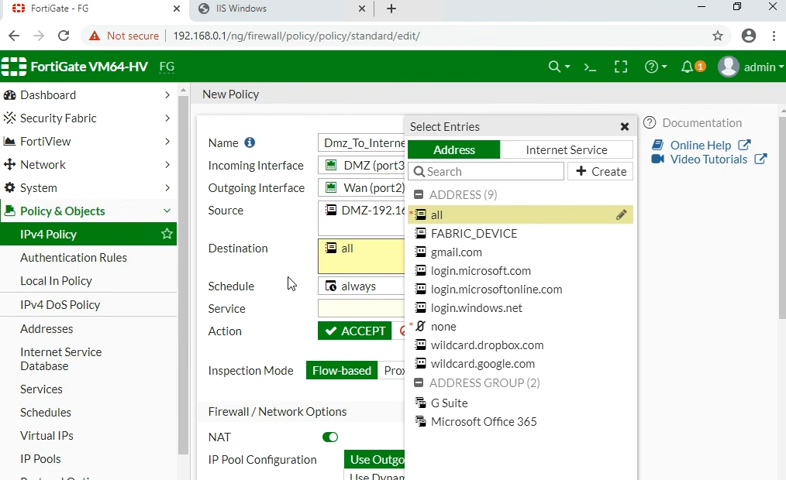 FortiGate - FG
IIS Windows
Not secure
192.168.0.1/ng/firewall/policy/policy/standard/edit/
FortiGate VM64-HV FG
1
admin
Dashboard
Security Fabric
FortiView
Network
System
Policy & Objects
IPv4 Policy
Authentication Rules
Local In Policy
IPv4 DoS Policy
Addresses
Internet Service
Database
Services
Schedules
Virtual IPs
IP Pools
New Policy
Name Dmz_To_Interne
Incoming Interface DMZ (port3
Outgoing Interface Wan (port2)
Source DMZ-192.16
Destination all
Schedule always
Service
Action ACCEPT
Inspection Mode Flow-based Prox
Firewall / Network Options
NAT
IP Pool Configuration Use Outgo
Use Dynam
Select Entries
Address Internet Service
Search Create
ADDRESS (9)
all
FABRIC_DEVICE
gmail.com
login.microsoft.com
login.microsoftonline.com
login.windows.net
none
wildcard.dropbox.com
wildcard.google.com
ADDRESS GROUP (2)
G Suite
Microsoft Office 365
Documentation
Online Help
Video Tutorials